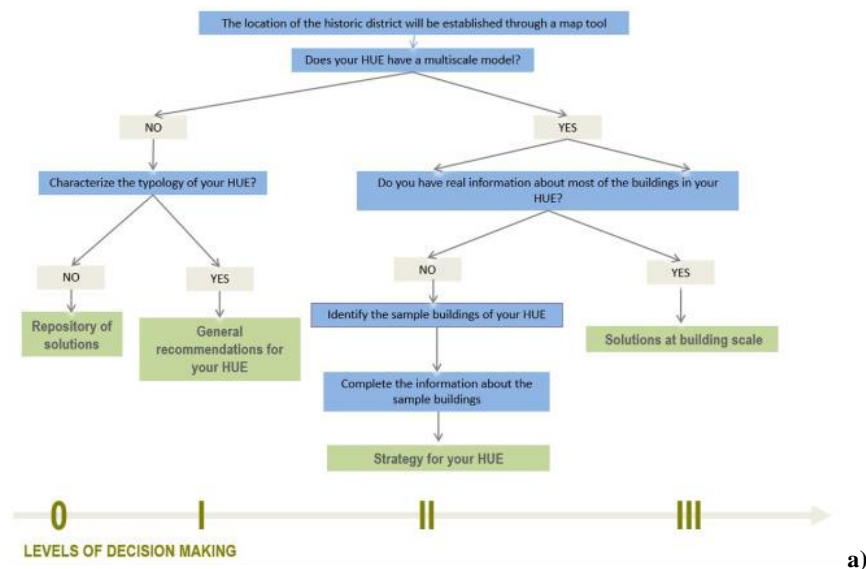 The location of the historic district will be established through a map tool
Does your HUE have a multiscale model?
NO
YES
Characterize the typology of your HUE?
Do you have real information about most of the buildings in your
HUE?
NO
YES
NO
YES
Repository of
solutions
General
recommendations for
your HUE
Identify the sample buildings of your HUE
Solutions at building scale
Complete the information about the
sample buildings
Strategy for your HUE
0
I
II
III
LEVELS OF DECISION MAKING
a)